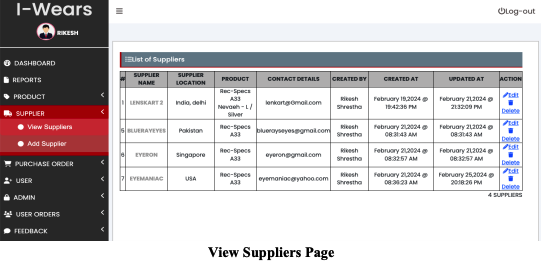 I-Wears
RIKESH
DASHBOARD
REPORTS
PRODUCT
SUPPLIER
View Suppliers
Add Supplier
PURCHASE ORDER
USER
ADMIN
USER ORDERS
FEEDBACK
Log-out
List of Suppliers
# SUPPLIER NAME SUPPLIER LOCATION PRODUCT CONTACT DETAILS CREATED BY CREATED AT UPDATED AT ACTION
1 LENSKART 2 India, delhi Rec-Specs A33 Nevaeh - L / Silver lenkart@Gmail.com Rikesh Shrestha February 19,2024 @ 19:42:36 PM February 21,2024 @ 21:32:09 PM Edit Delete
5 BLUERAYEYES Pakistan Rec-Specs A33 bluerayseyes@gmail.com Rikesh Shrestha February 21,2024 @ 08:31:43 AM February 21,2024 @ 08:31:43 AM Edit Delete
6 EYERON Singapore Rec-Specs A33 eyeron@gmail.com Rikesh Shrestha February 21,2024 @ 08:32:57 AM February 21,2024 @ 08:32:57 AM Edit Delete
7 EYEMANIAC USA Rec-Specs A33 eyemaniac@yahoo.com Rikesh Shrestha February 21,2024 @ 08:36:23 AM February 25,2024 @ 20:18:26 PM Edit Delete
4 SUPPLIERS
View Suppliers Page